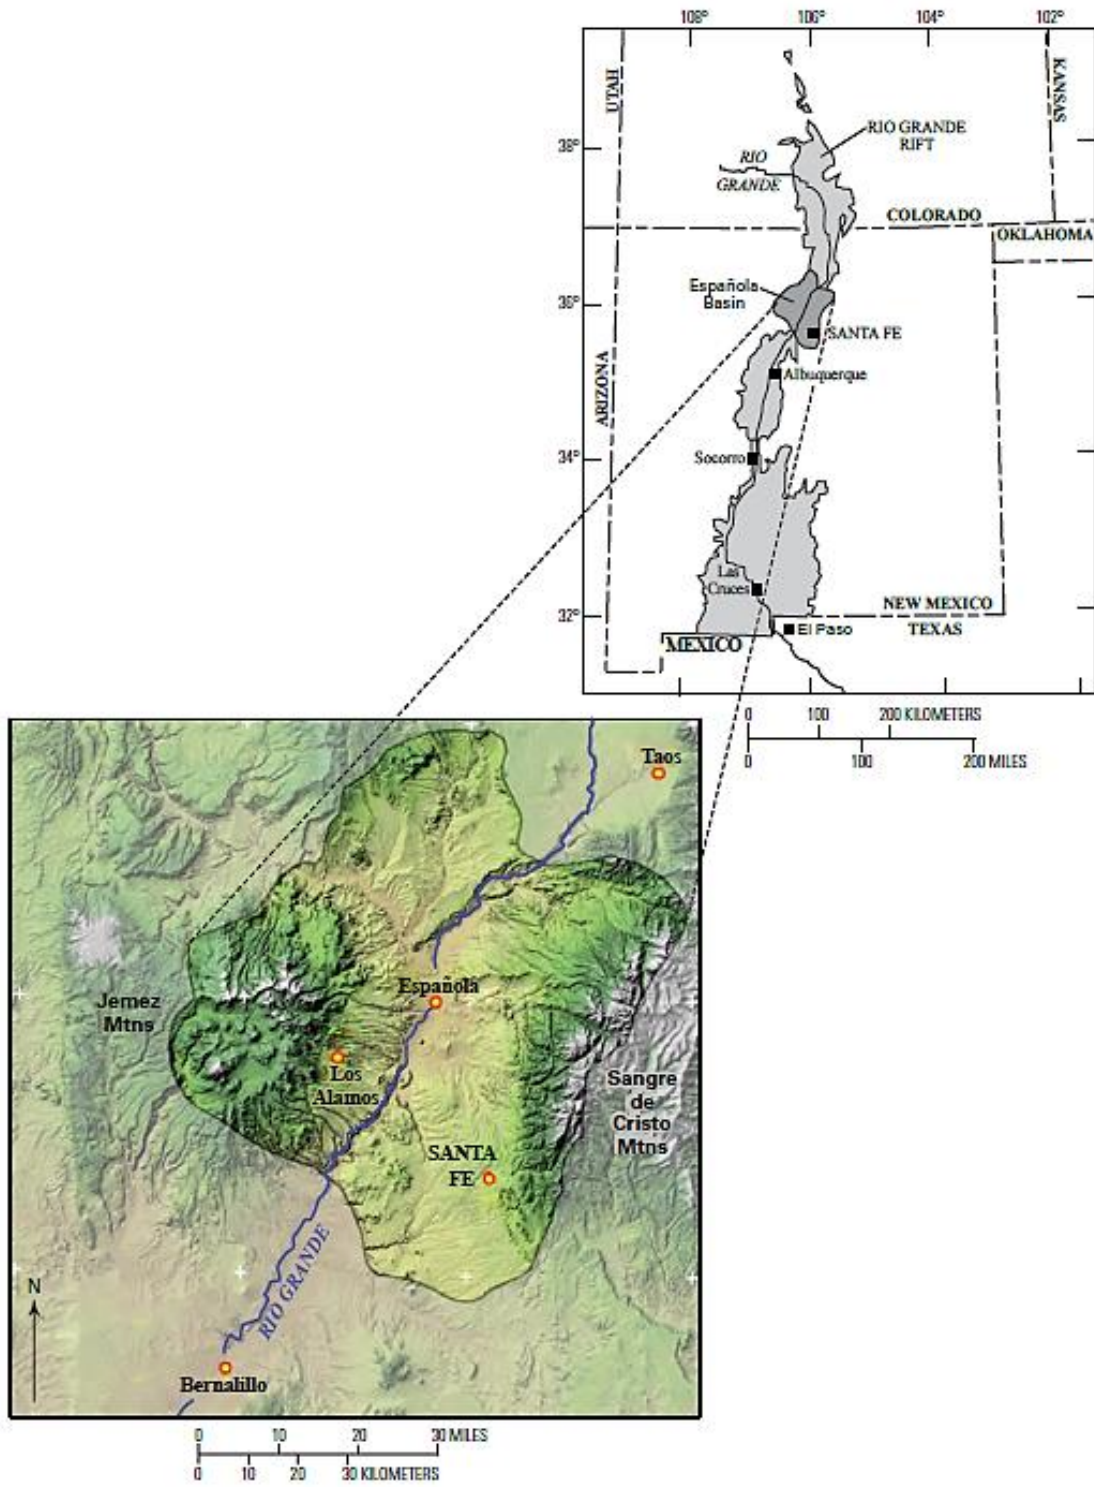 108° 106° 104° 102°
UTAH
KANSAS
38°
RIO GRANDE
RIFT
RIO
GRANDE
COLORADO
OKLAHOMA
Española
Basin
36°
SANTA FE
ARIZONA
Albuquerque
34°
Socorro
Las
Cruces
32°
NEW MEXICO
TEXAS
El Paso
MEXICO
0 100 200 KILOMETERS
0 100 200 MILES
Taos
Española
Jemez
Mtns
Los
Alamos
Sangre
de
Cristo
Mtns
SANTA
FE
RIO GRANDE
N
Bernalillo
0 10 20 30 MILES
0 10 20 30 KILOMETERS